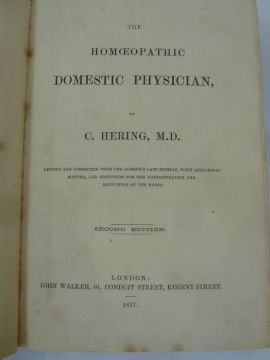 THE
HOMŒOPATHIC
DOMESTIC PHYSICIAN,
BY
C. HERING, M.D.
REVISED AND CORRECTED FROM THE AUTHOR'S LAST EDITION, WITH ADDITIONAL
MATTER, AND DIRECTIONS FOR THE ADMINISTRATION AND
REPETITION OF THE DOSES.
SECOND EDITION.
LONDON:
JOHN WALKER, 61, CONDUIT STREET, REGENT-STREET.
1857.